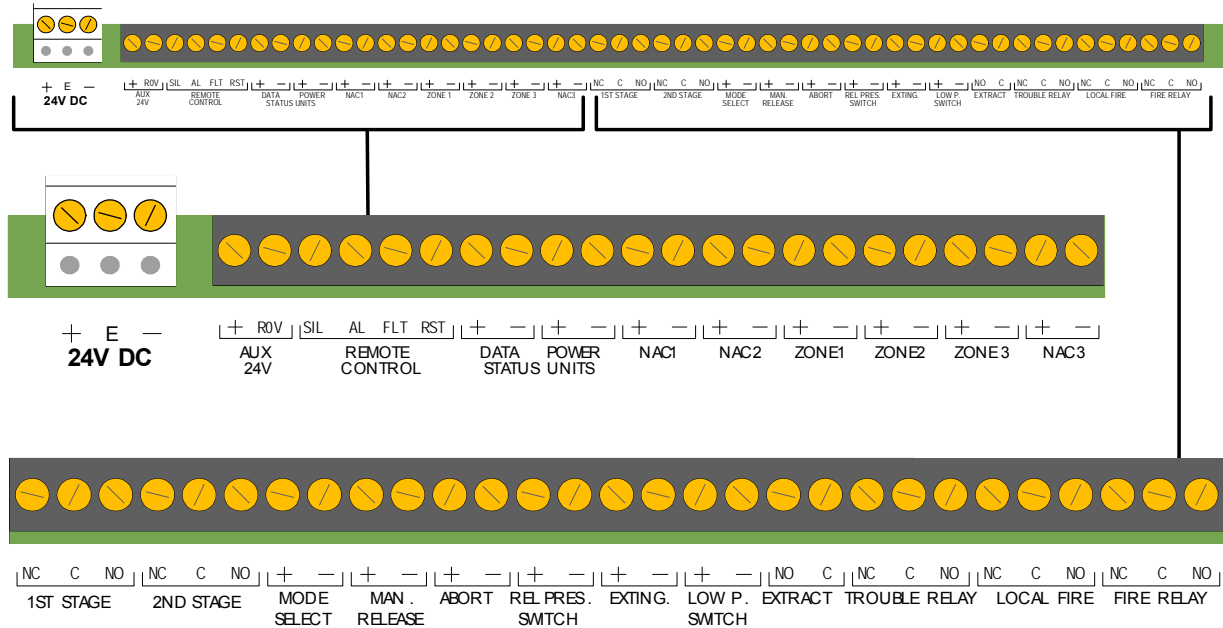 + E —
24V DC
+ R0V SIL AL FLT RST + — + — + — + — + — + — + — + — NC C NO NC C NO + — + — + — + — + — + — NO C NC C NO NC C NO NC C NO
AUX REMOTE DATA POWER NAC1 NAC2 ZONE 1 ZONE 2 ZONE 3 NAC3 1ST STAGE 2ND STAGE MODE MAN. ABORT REL PRES. EXTING. LOW P. EXTRACT TROUBLE RELAY LOCAL FIRE FIRE RELAY
24V CONTROL STATUS UNITS SELECT RELEASE SWITCH SWITCH
+ E —
24V DC
+ R0V SIL AL FLT RST + — + — + — + — + — + — + — + —
AUX REMOTE DATA POWER NAC1 NAC2 ZONE1 ZONE2 ZONE 3 NAC3
24V CONTROL STATUS UNITS
NC C NO NC C NO + — + — + — + — + — + — NO C NC C NO NC C NO NC C NO
1ST STAGE 2ND STAGE MODE MAN. ABORT REL PRES. EXTING. LOW P. EXTRACT TROUBLE RELAY LOCAL FIRE FIRE RELAY
SELECT RELEASE SWITCH SWITCH